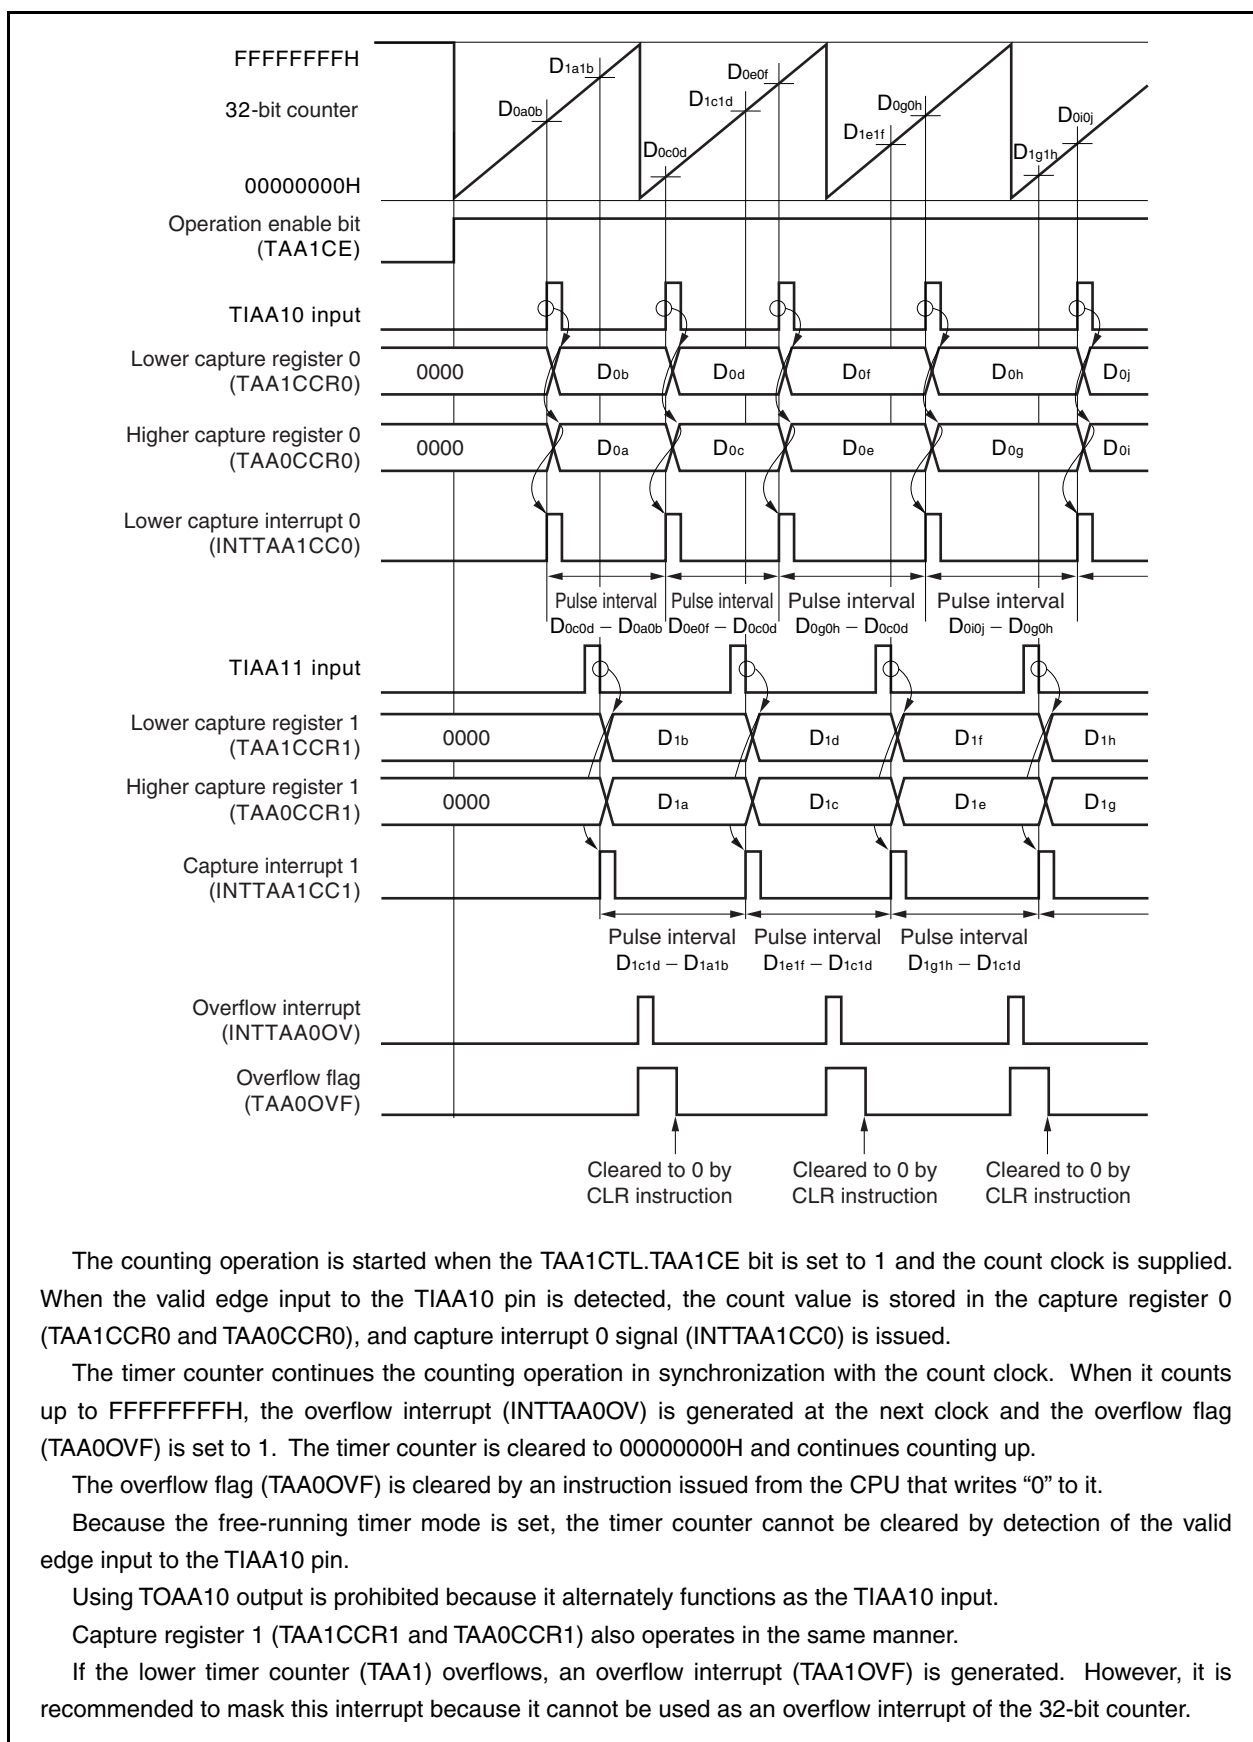 FFFFFFFFH
D1a1b
D0e0f
D0a0b
D1c1d
D0g0h
D0i0j
32-bit counter
D0c0d
D1e1f
D1g1h
00000000H
Operation enable bit
(TAA1CE)
TIAA10 input
Lower capture register 0
(TAA1CCR0)
0000 D0b D0d D0f D0h D0j
Higher capture register 0
(TAA0CCR0)
0000 D0a D0c D0e D0g D0i
Lower capture interrupt 0
(INTTAA1CC0)
Pulse interval Pulse interval Pulse interval Pulse interval
D0c0d – D0a0b D0e0f – D0c0d D0g0h – D0c0d D0i0j – D0g0h
TIAA11 input
Lower capture register 1
(TAA1CCR1)
0000 D1b D1d D1f D1h
Higher capture register 1
(TAA0CCR1)
0000 D1a D1c D1e D1g
Capture interrupt 1
(INTTAA1CC1)
Pulse interval Pulse interval Pulse interval
D1c1d – D1a1b D1e1f – D1c1d D1g1h – D1c1d
Overflow interrupt
(INTTAA0OV)
Overflow flag
(TAA0OVF)
Cleared to 0 by Cleared to 0 by Cleared to 0 by
CLR instruction CLR instruction CLR instruction
The counting operation is started when the TAA1CTL.TAA1CE bit is set to 1 and the count clock is supplied.
When the valid edge input to the TIAA10 pin is detected, the count value is stored in the capture register 0
(TAA1CCR0 and TAA0CCR0), and capture interrupt 0 signal (INTTAA1CC0) is issued.
The timer counter continues the counting operation in synchronization with the count clock. When it counts
up to FFFFFFFFH, the overflow interrupt (INTTAA0OV) is generated at the next clock and the overflow flag
(TAA0OVF) is set to 1. The timer counter is cleared to 00000000H and continues counting up.
The overflow flag (TAA0OVF) is cleared by an instruction issued from the CPU that writes “0” to it.
Because the free-running timer mode is set, the timer counter cannot be cleared by detection of the valid
edge input to the TIAA10 pin.
Using TOAA10 output is prohibited because it alternately functions as the TIAA10 input.
Capture register 1 (TAA1CCR1 and TAA0CCR1) also operates in the same manner.
If the lower timer counter (TAA1) overflows, an overflow interrupt (TAA1OVF) is generated. However, it is
recommended to mask this interrupt because it cannot be used as an overflow interrupt of the 32-bit counter.